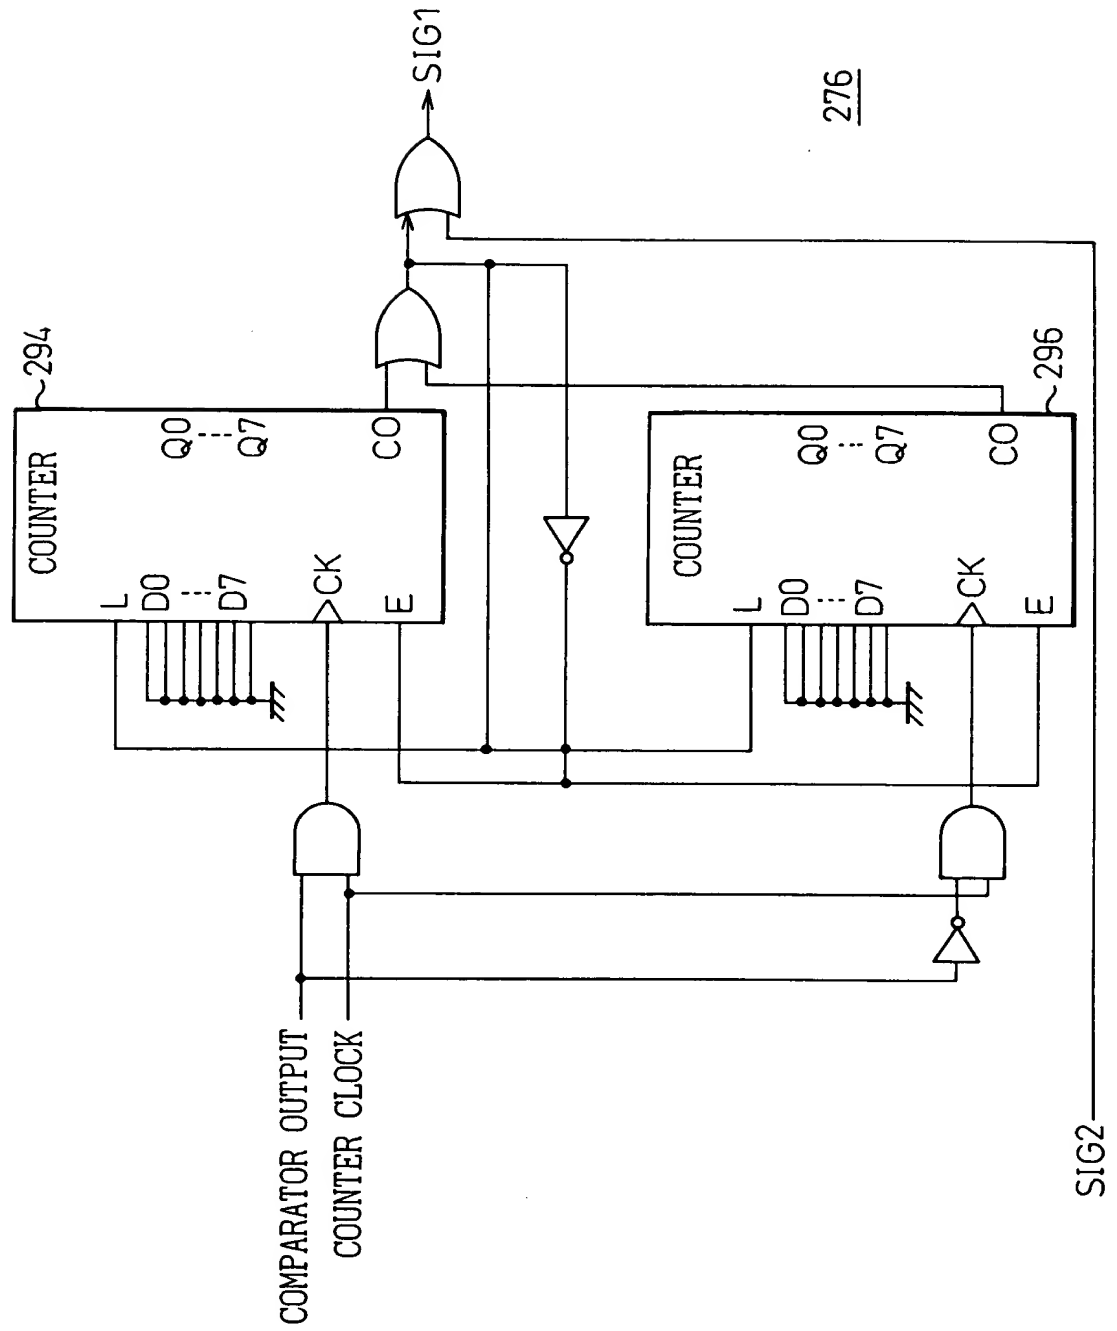 COUNTER
294
L
D0
D7
CK
E
Q0
Q7
CO
SIG1
276
COUNTER
296
L
D0
D7
CK
E
Q0
Q7
CO
COMPARATOR OUTPUT
COUNTER CLOCK
SIG2